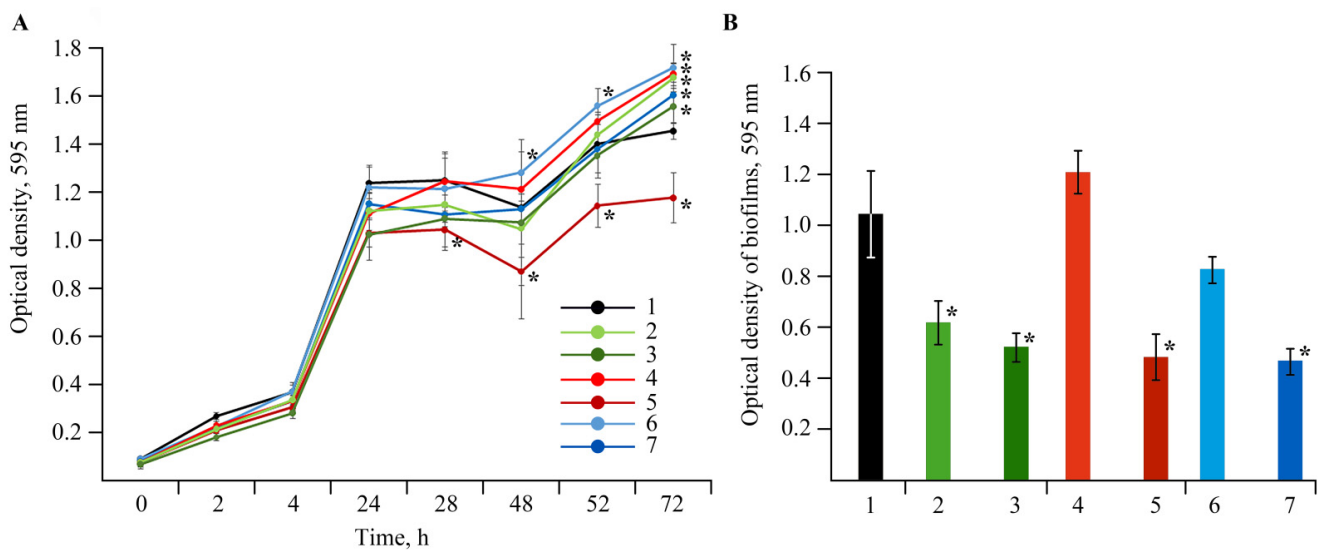 A
Optical density, 595 nm
1.8
1.6
1.4
1.2
1.0
0.8
0.6
0.4
0.2
0 2 4 24 28 48 52 72
Time, h
* * * * * * * * * * * *
1
2
3
4
5
6
7
B
Optical density of biofilms, 595 nm
1.6
1.4
1.2
1.0
0.8
0.6
0.4
0.2
* * * *
1 2 3 4 5 6 7